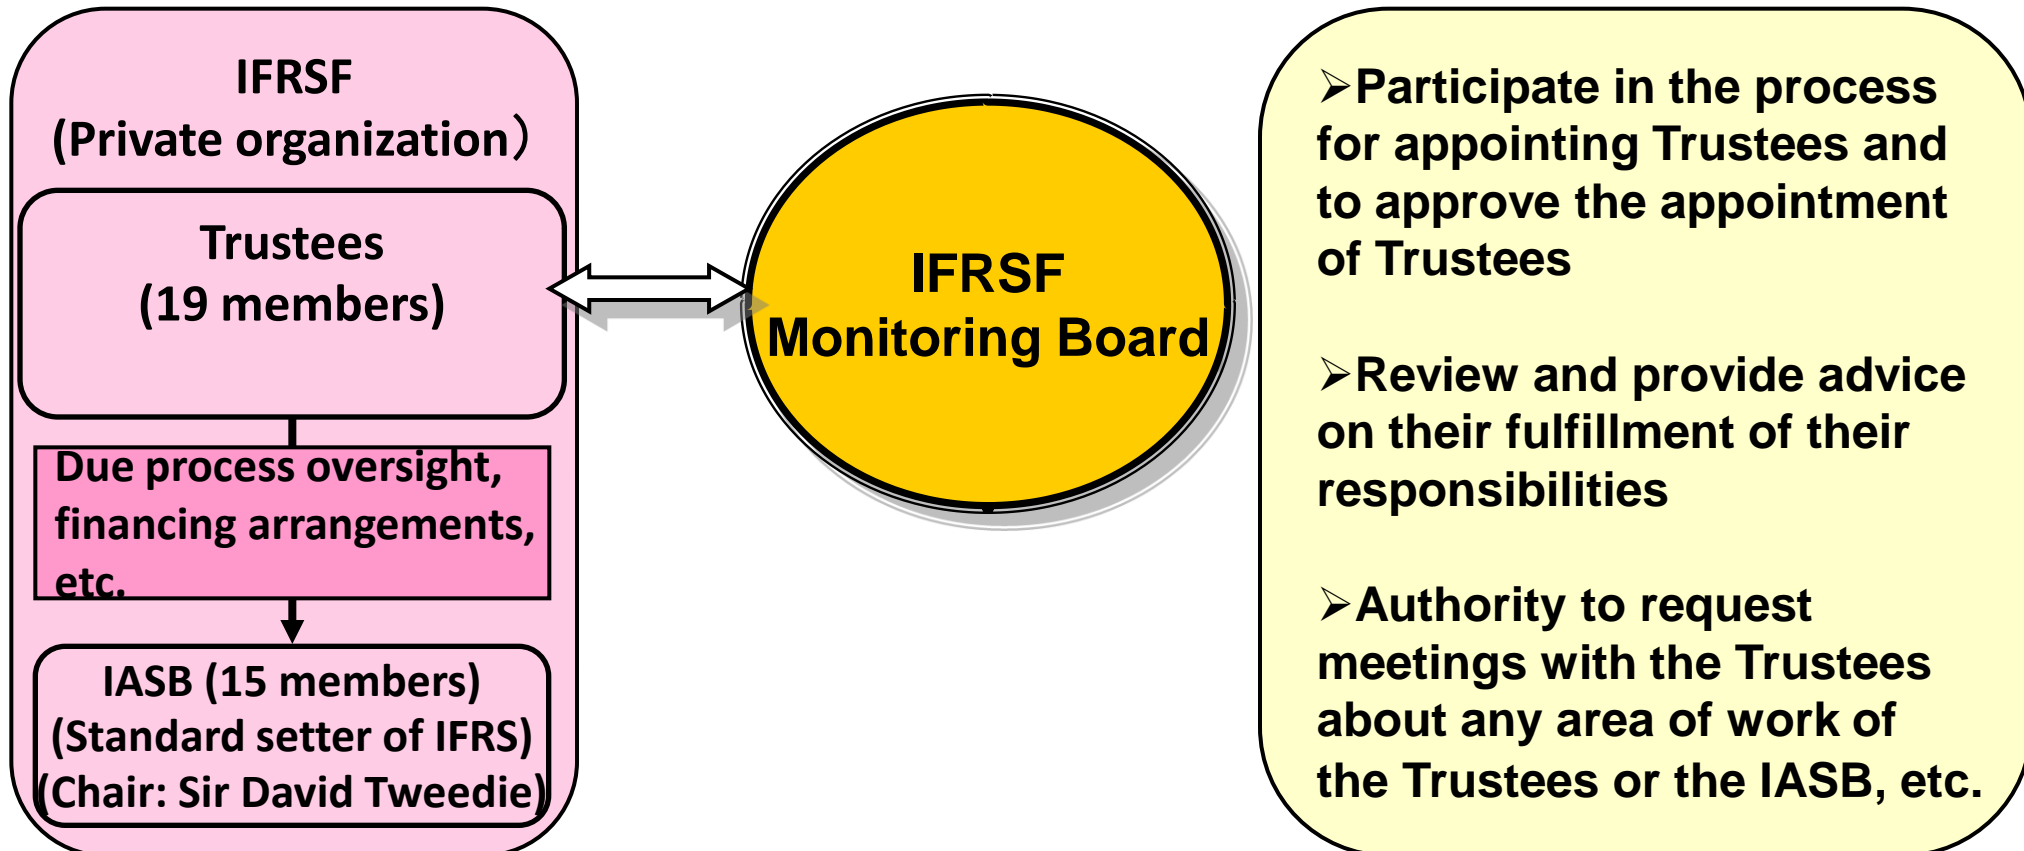 IFRSF
(Private organization）
Trustees
(19 members)
Due process oversight,
financing arrangements,
etc.
IASB (15 members)
(Standard setter of IFRS)
(Chair: Sir David Tweedie)
IFRSF
Monitoring Board
➢Participate in the process
for appointing Trustees and
to approve the appointment
of Trustees
➢Review and provide advice
on their fulfillment of their
responsibilities
➢Authority to request
meetings with the Trustees
about any area of work of
the Trustees or the IASB, etc.